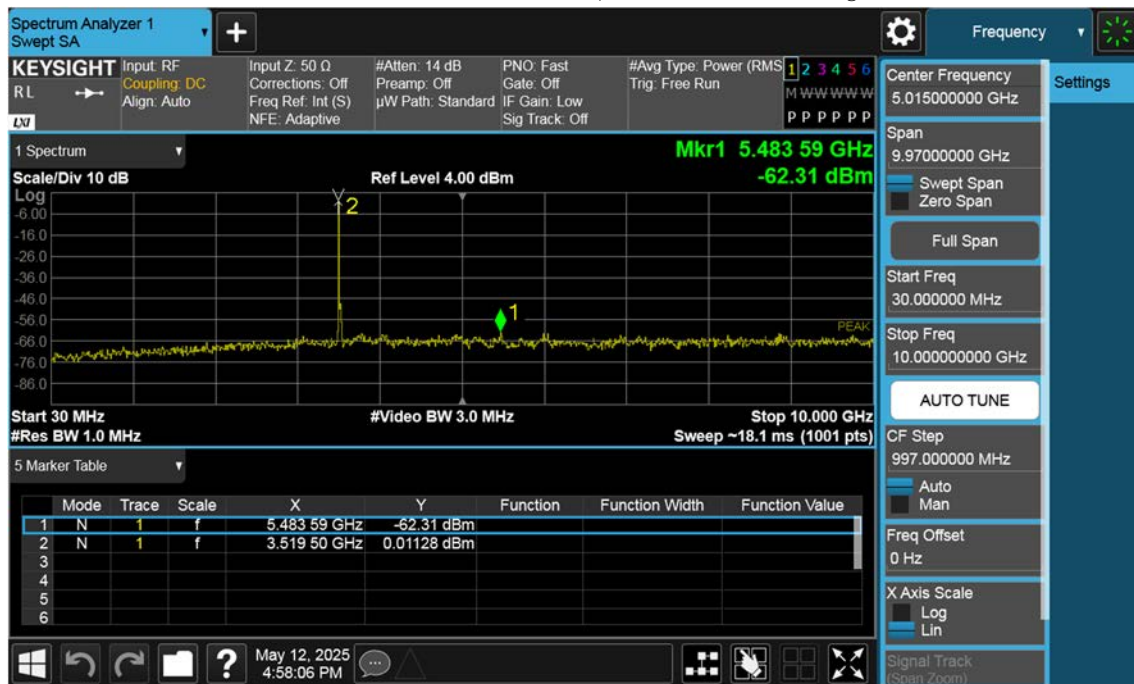 Spectrum Analyzer 1
Swept SA
+
Frequency
KEYSIGHT
RL
LXI
Input: RF
Coupling: DC
Align: Auto
Input Z: 50 Ω
Corrections: Off
Freq Ref: Int (S)
NFE: Adaptive
#Atten: 14 dB
Preamp: Off
µW Path: Standard
PNO: Fast
Gate: Off
IF Gain: Low
Sig Track: Off
#Avg Type: Power (RMS
Trig: Free Run
1 2 3 4 5 6
M W W W W W
P P P P P P
1 Spectrum
Mkr1 5.483 59 GHz
-62.31 dBm
Scale/Div 10 dB
Ref Level 4.00 dBm
Log
-6.00
-16.0
-26.0
-36.0
-46.0
-56.0
-66.0
-76.0
-86.0
2
1
PEAK
Start 30 MHz
#Video BW 3.0 MHz
Stop 10.000 GHz
#Res BW 1.0 MHz
Sweep ~18.1 ms (1001 pts)
5 Marker Table
Mode Trace Scale X Y Function Function Width Function Value
1 N 1 f 5.483 59 GHz -62.31 dBm
2 N 1 f 3.519 50 GHz 0.01128 dBm
3
4
5
6
?
May 12, 2025
4:58:06 PM
Center Frequency
5.015000000 GHz
Settings
Span
9.97000000 GHz
Swept Span
Zero Span
Full Span
Start Freq
30.000000 MHz
Stop Freq
10.000000000 GHz
AUTO TUNE
CF Step
997.000000 MHz
Auto
Man
Freq Offset
0 Hz
X Axis Scale
Log
Lin
Signal Track
(Span Zoom)